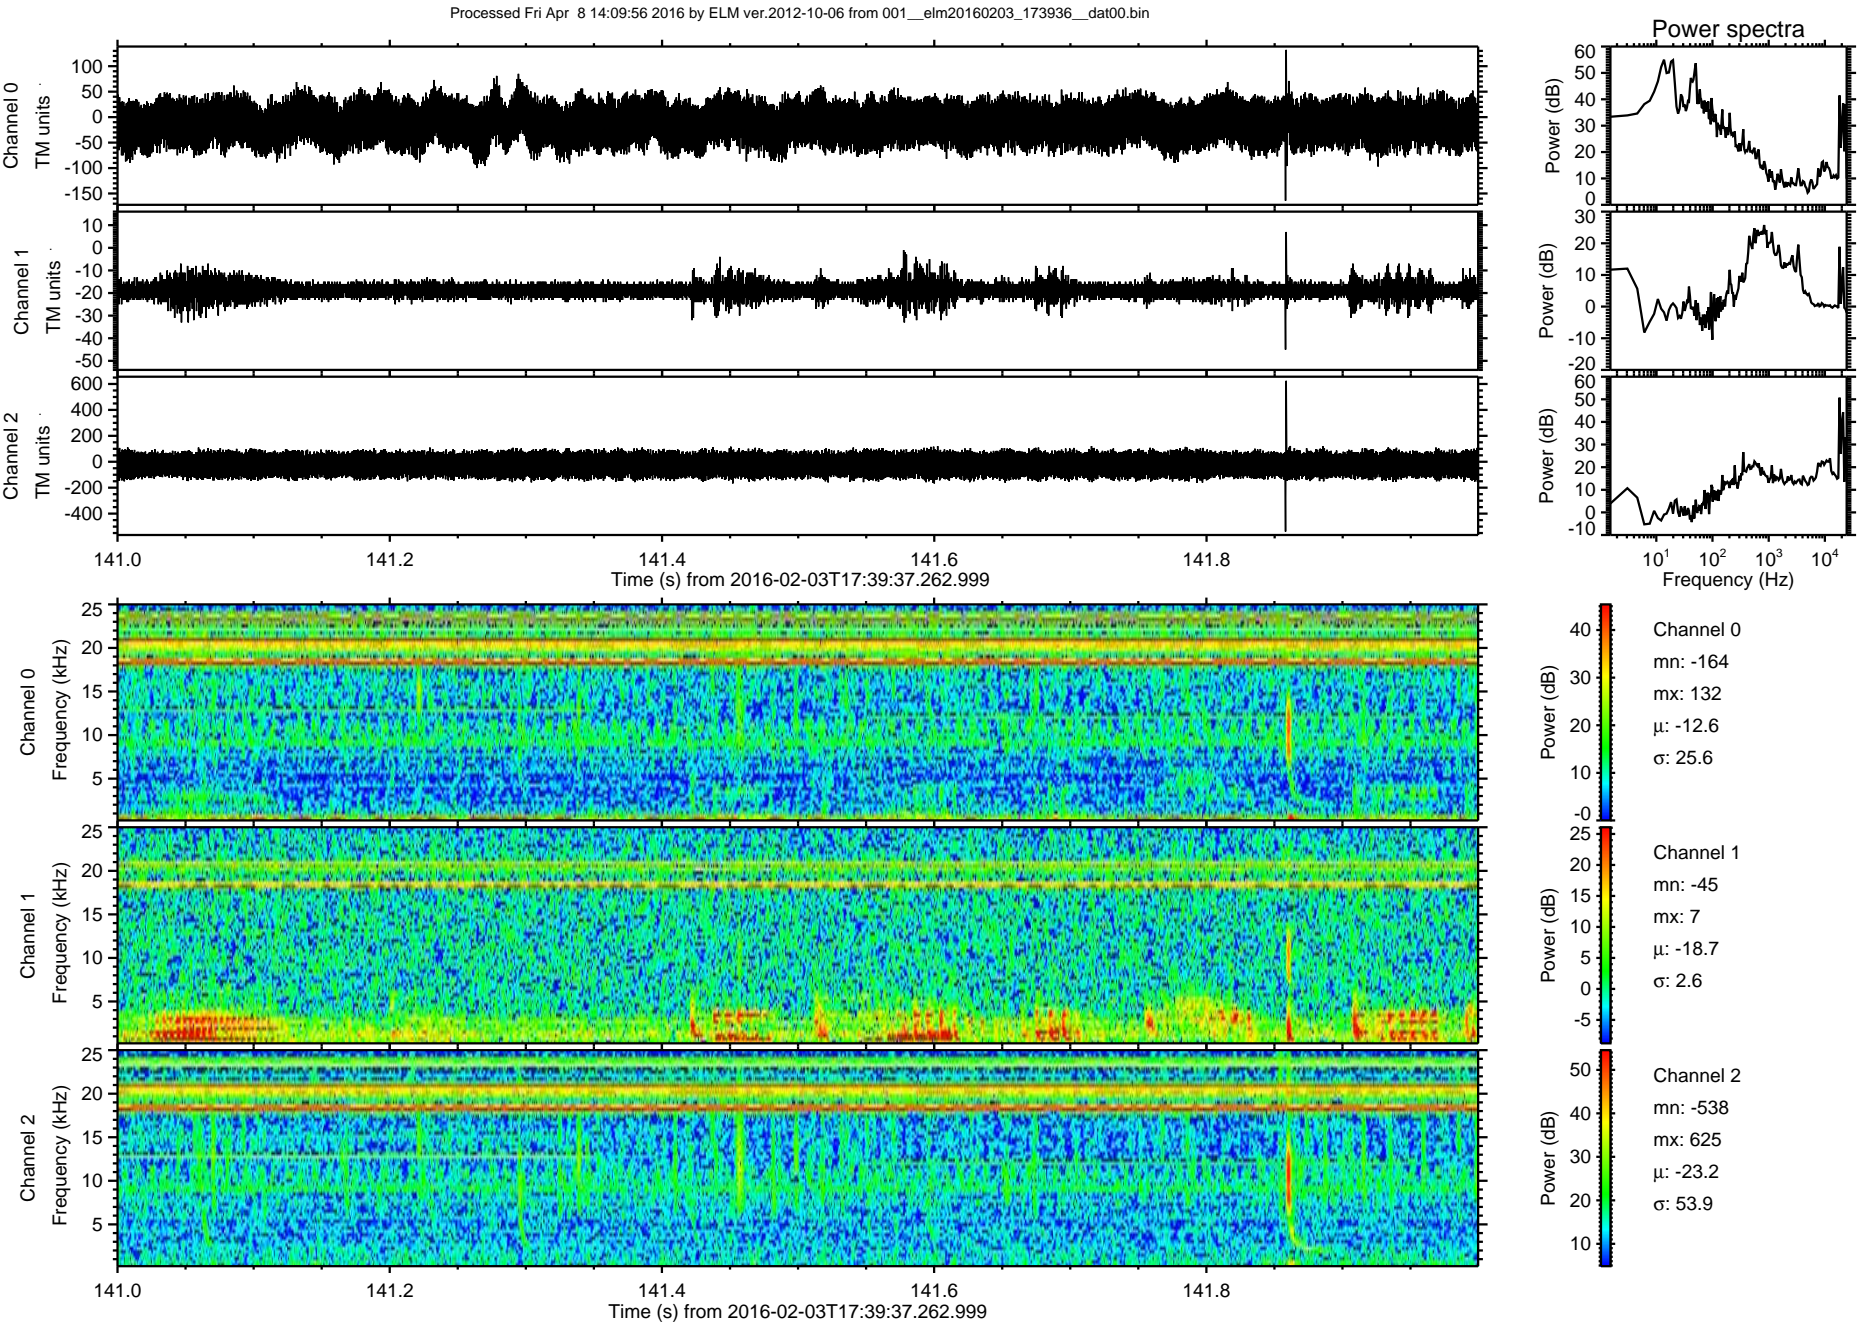 Processed Fri Apr  8 14:09:56 2016 by ELM ver.2012-10-06 from 001__elm20160203_173936__dat00.bin
Power spectra
Channel 0
TM units
100
50
0
-50
-100
-150
Power (dB)
60
50
40
30
20
10
0
Channel 1
TM units
10
0
-10
-20
-30
-40
-50
Power (dB)
30
20
10
0
-10
-20
Channel 2
TM units
600
400
200
0
-200
-400
Power (dB)
60
50
40
30
20
10
0
-10
141.0 141.2 141.4 141.6 141.8
Time (s) from 2016-02-03T17:39:37.262.999
10¹ 10² 10³ 10⁴
Frequency (Hz)
Channel 0
Frequency (kHz)
25
20
15
10
5
Power (dB)
40
30
20
10
-0
Channel 0
mn: -164
mx: 132
μ: -12.6
σ: 25.6
Channel 1
Frequency (kHz)
25
20
15
10
5
Power (dB)
25
20
15
10
5
0
-5
Channel 1
mn: -45
mx: 7
μ: -18.7
σ: 2.6
Channel 2
Frequency (kHz)
25
20
15
10
5
Power (dB)
50
40
30
20
10
Channel 2
mn: -538
mx: 625
μ: -23.2
σ: 53.9
141.0 141.2 141.4 141.6 141.8
Time (s) from 2016-02-03T17:39:37.262.999